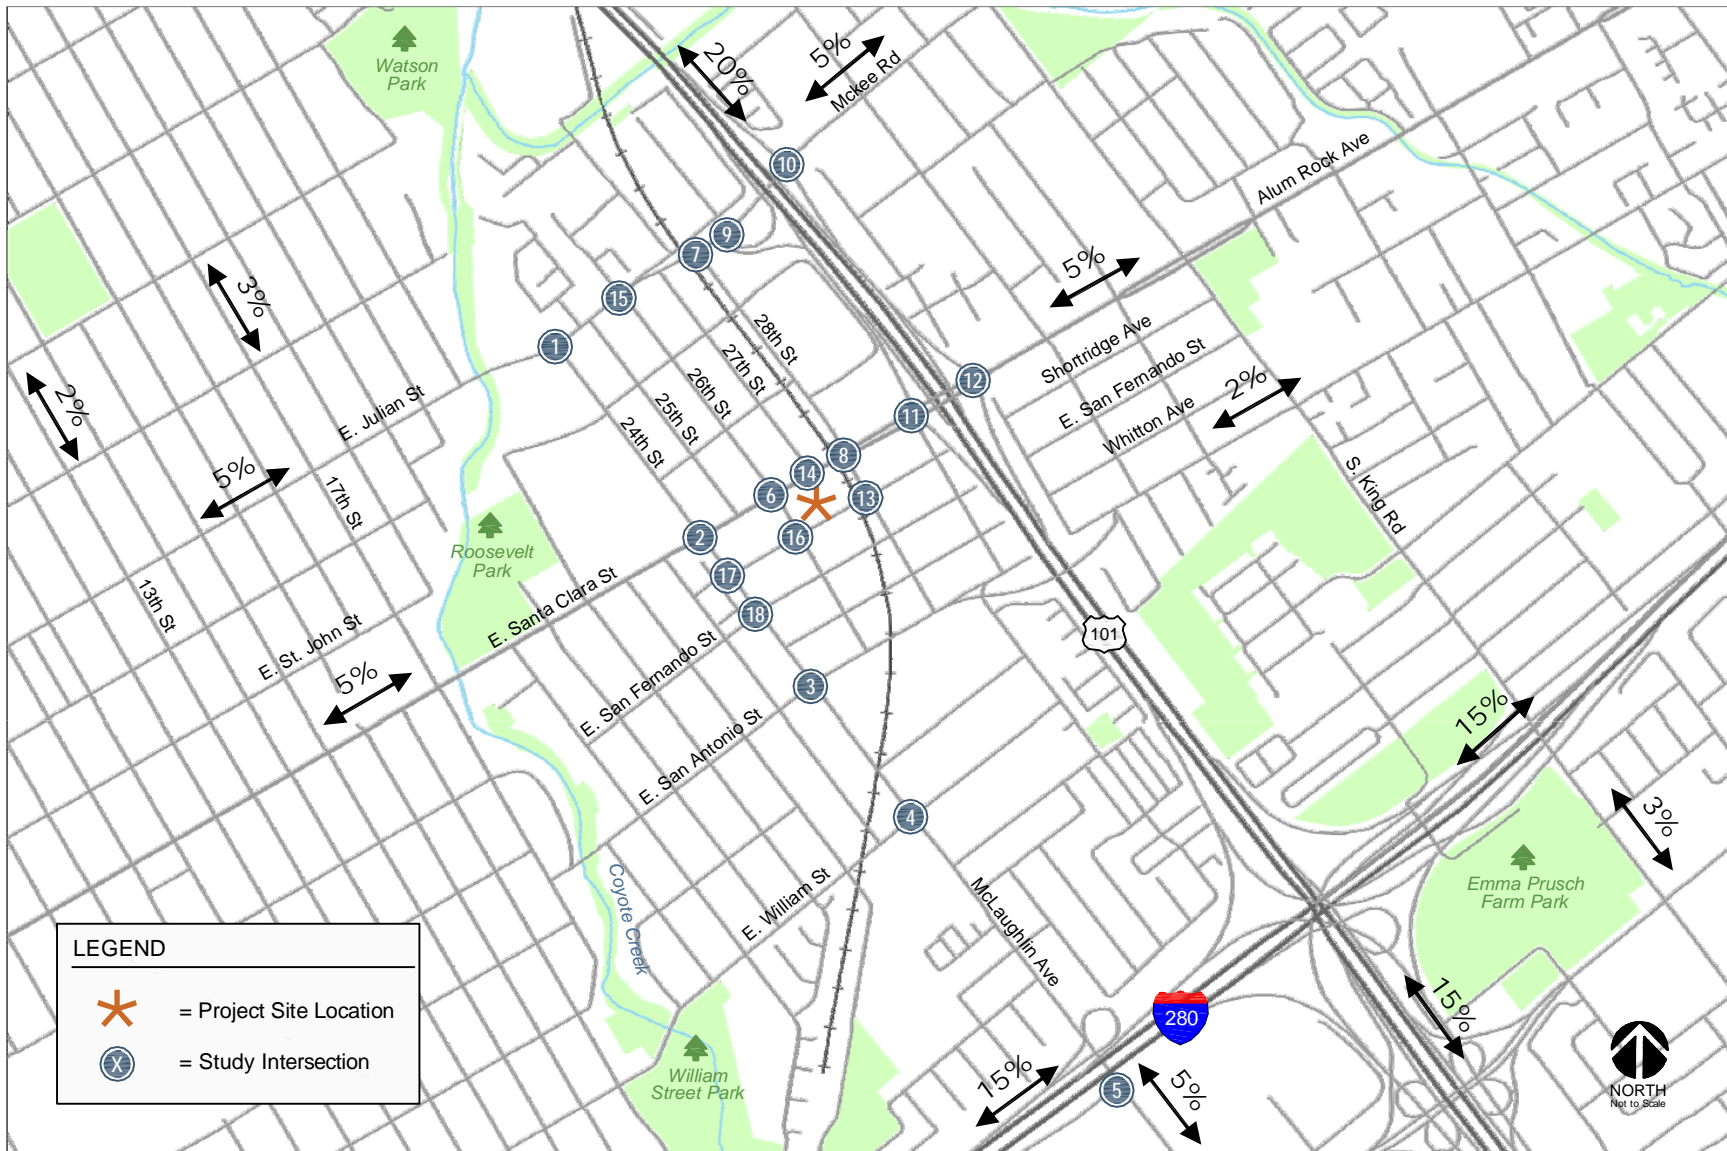 Watson
Park
20%
5%
Mckee Rd
10
Alum Rock Ave
9
7
5%
3%
15
28th St
1
27th St
Shortridge Ave
E. San Fernando St
12
2%
26th St
2%
Whitton Ave
E. Julian St
25th St
11
24th St
8
S. King Rd
5%
14
17th St
6
13
2
16
Roosevelt
Park
17
13th St
E. Santa Clara St
18
101
E. St. John St
5%
E. San Fernando St
3
15%
E. San Antonio St
4
3%
E. William St
McLaughlin Ave
Emma Prusch
Farm Park
Coyote Creek
LEGEND
= Project Site Location
X
= Study Intersection
280
15%
15%
William
Street Park
5
5%
NORTH
Not to Scale